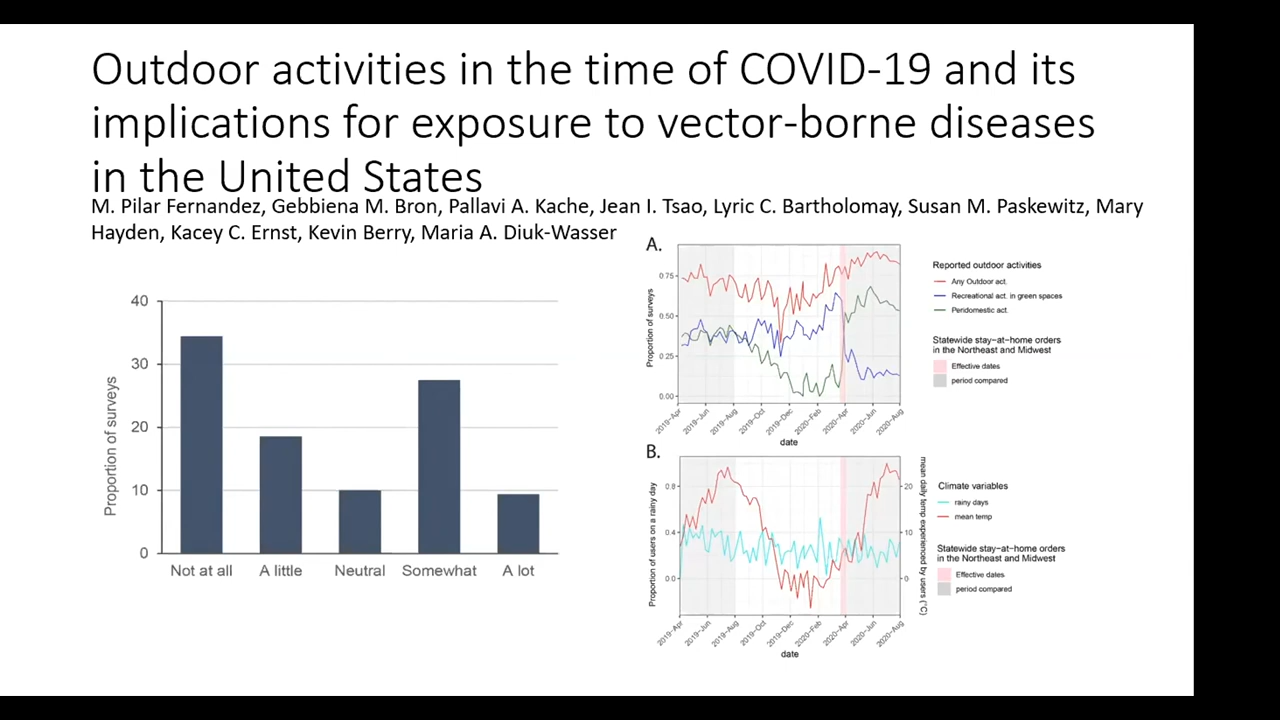 Outdoor activities in the time of COVID-19 and its
implications for exposure to vector-borne diseases
in the United States
M. Pilar Fernandez, Gebbiena M. Bron, Pallavi A. Kache, Jean I. Tsao, Lyric C. Bartholomay, Susan M. Paskewitz, Mary
Hayden, Kacey C. Ernst, Kevin Berry, Maria A. Diuk-Wasser
Proportion of surveys
40
30
20
10
0
Not at all A little Neutral Somewhat A lot
A.
Proportion of surveys
0.75
0.50
0.25
0.00
2019-Apr 2019-Jun 2019-Aug 2019-Oct 2019-Dec 2020-Feb 2020-Apr 2020-Jun 2020-Aug
date
Reported outdoor activities
Any Outdoor act.
Recreational act. in green spaces
Peridomestic act.
Statewide stay-at-home orders
in the Northeast and Midwest
Effective dates
period compared
B.
Proportion of users on a rainy day
0.8
0.4
0.0
20
10
0
mean daily temp experienced by users (°C)
2019-Apr 2019-Jun 2019-Aug 2019-Oct 2019-Dec 2020-Feb 2020-Apr 2020-Jun 2020-Aug
date
Climate variables
rainy days
mean temp
Statewide stay-at-home orders
in the Northeast and Midwest
Effective dates
period compared